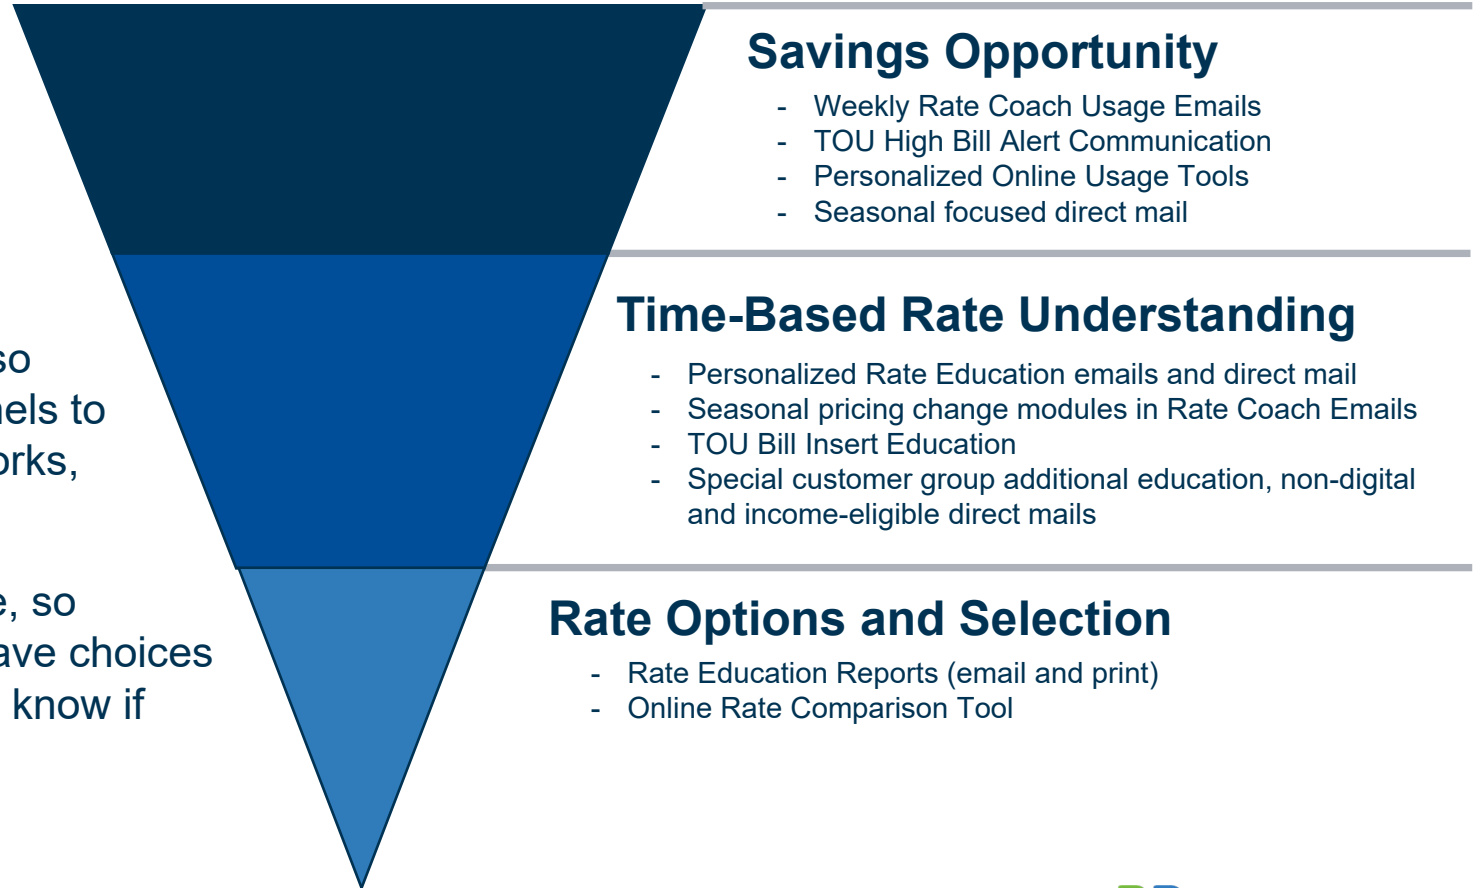 Savings Opportunity
- Weekly Rate Coach Usage Emails
- TOU High Bill Alert Communication
- Personalized Online Usage Tools
- Seasonal focused direct mail
Time-Based Rate Understanding
- Personalized Rate Education emails and direct mail
- Seasonal pricing change modules in Rate Coach Emails
- TOU Bill Insert Education
- Special customer group additional education, non-digital
and income-eligible direct mails
Rate Options and Selection
- Rate Education Reports (email and print)
- Online Rate Comparison Tool
so
to
e, so
choices
know if